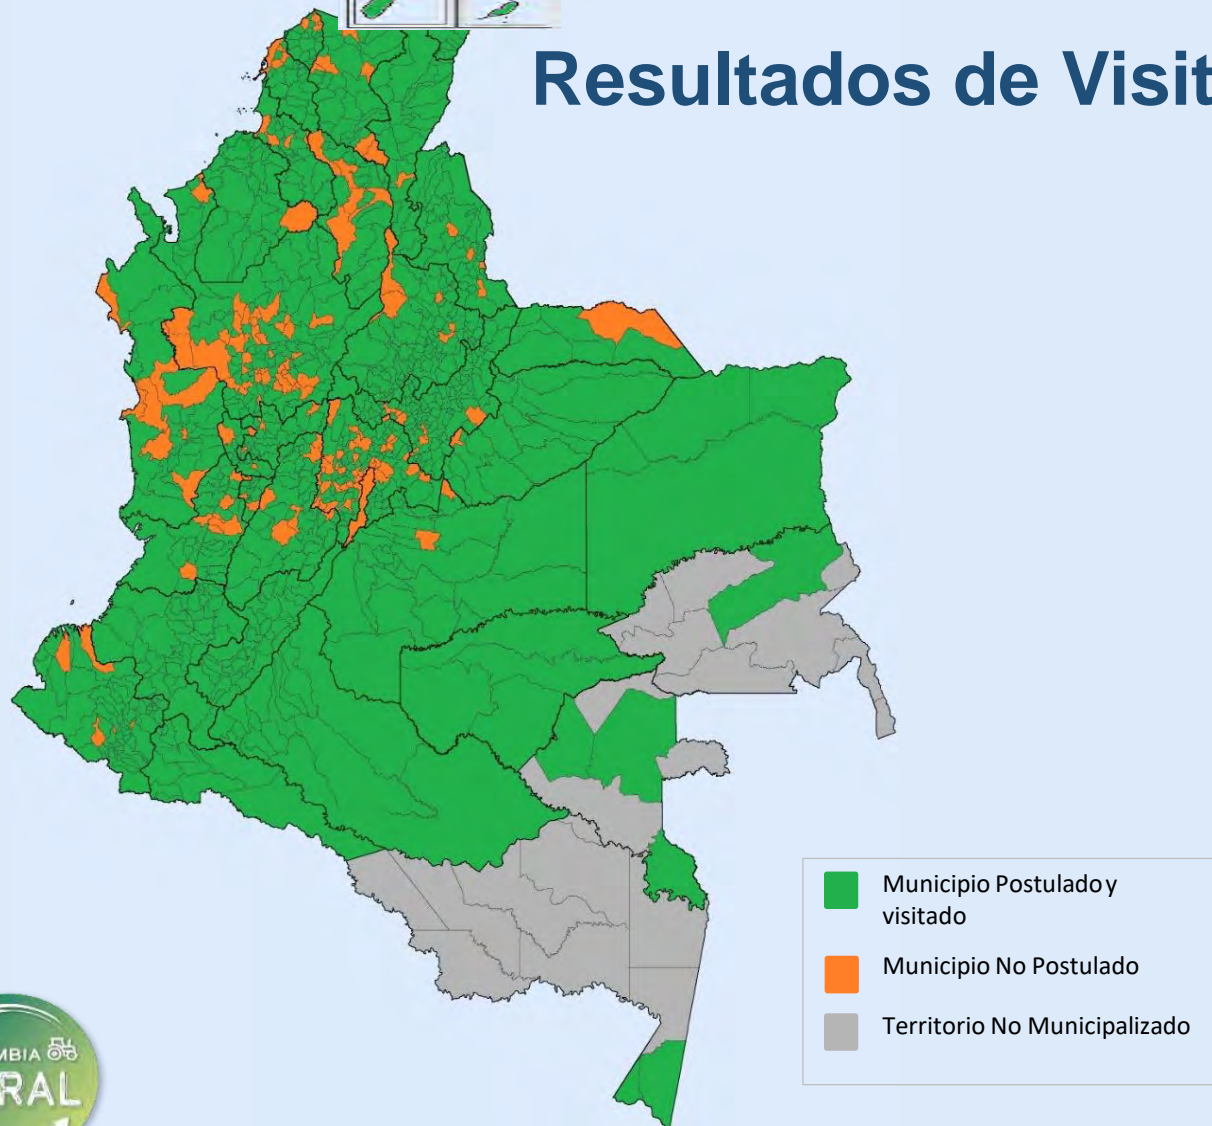 Resultados de Visit
Municipio Postulado y
visitado
Municipio No Postulado
Territorio No Municipalizado
MBIA
RAL